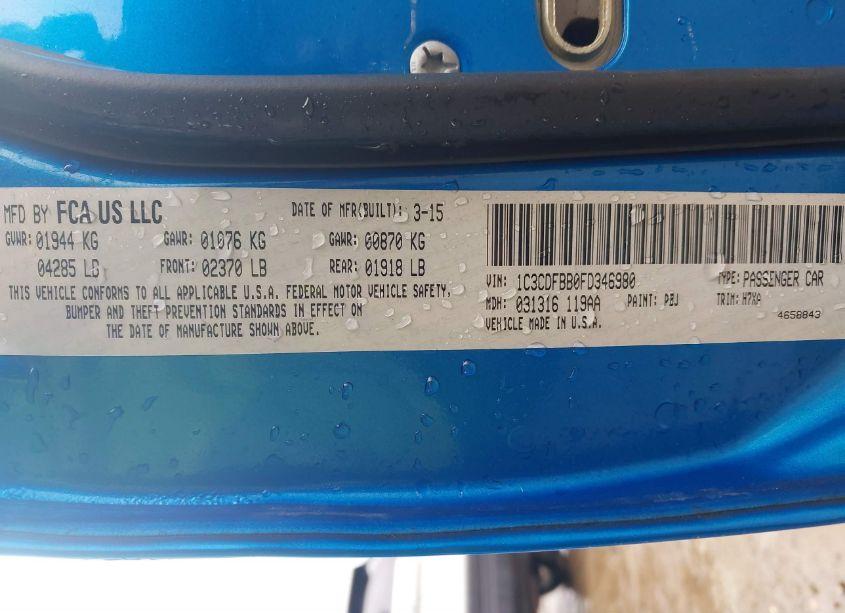 MFD BY FCA US LLC DATE OF MFR(BUILT): 3-15
GVWR: 01944 KG GAWR: 01076 KG GAWR: 00870 KG
04285 LB FRONT: 02370 LB REAR: 01918 LB
THIS VEHICLE CONFORMS TO ALL APPLICABLE U.S.A. FEDERAL MOTOR VEHICLE SAFETY,
BUMPER AND THEFT PREVENTION STANDARDS IN EFFECT ON
THE DATE OF MANUFACTURE SHOWN ABOVE.
VIN: 1C3CDFBB0FD346980 TYPE: PASSENGER CAR
MDH: 031316 119AA PAINT: PBJ TRIM: H7XA
VEHICLE MADE IN U.S.A. 4658843